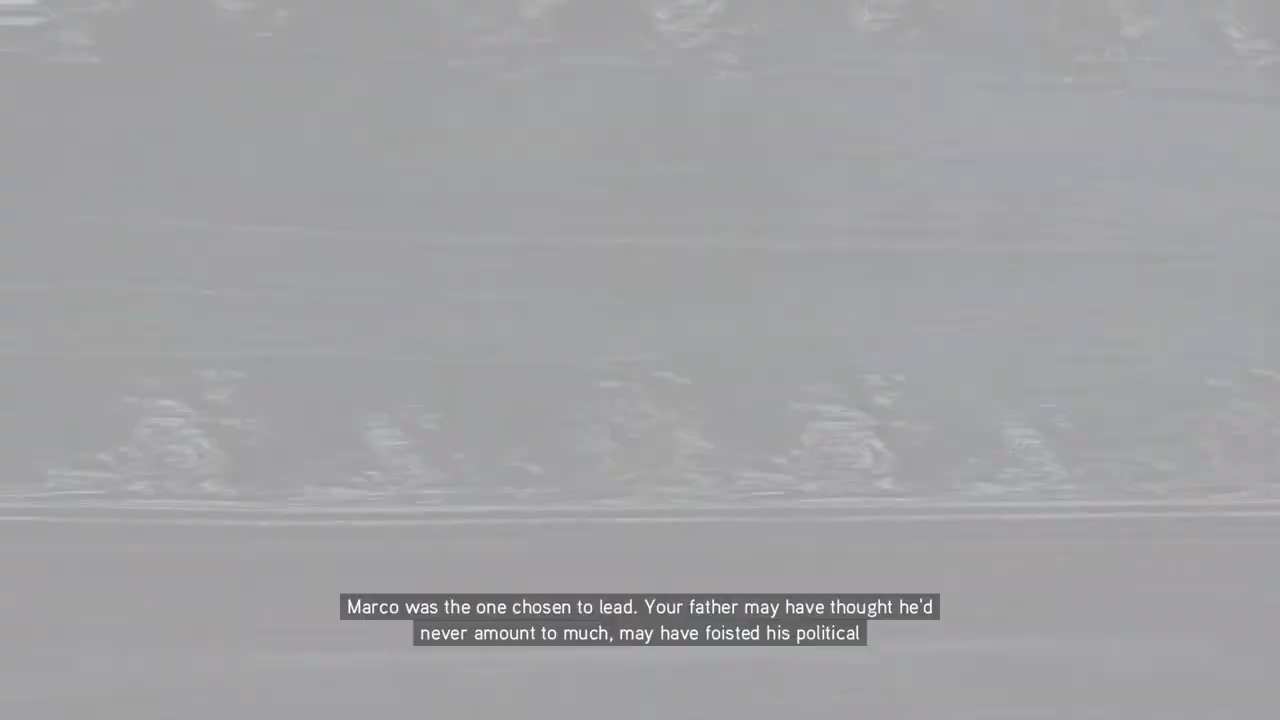 Marco was the one chosen to lead. Your father may have thought he'd
never amount to much, may have foisted his political